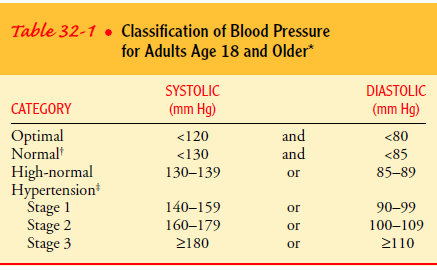 Table 32-1 • Classification of Blood Pressure
for Adults Age 18 and Older*
SYSTOLIC DIASTOLIC
CATEGORY (mm Hg) (mm Hg)
Optimal <120 and <80
Normal† <130 and <85
High-normal 130–139 or 85–89
Hypertension‡
Stage 1 140–159 or 90–99
Stage 2 160–179 or 100–109
Stage 3 ≥180 or ≥110